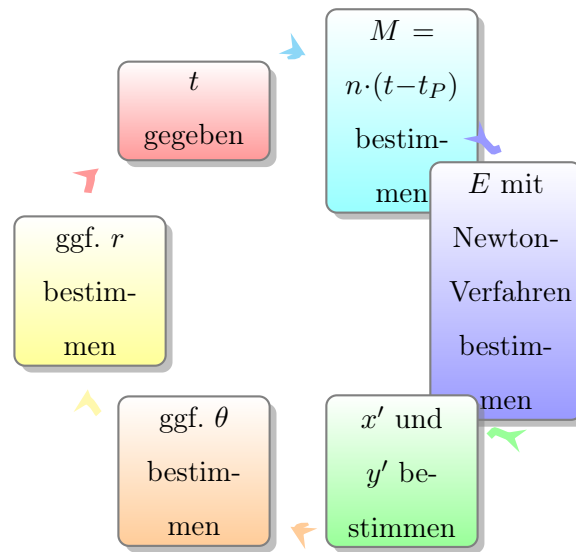 t
gegeben
M =
n·(t−t_P)
bestim-
men
E mit
Newton-
Verfahren
bestim-
men
x′ und
y′ be-
stimmen
ggf. θ
bestim-
men
ggf. r
bestim-
men